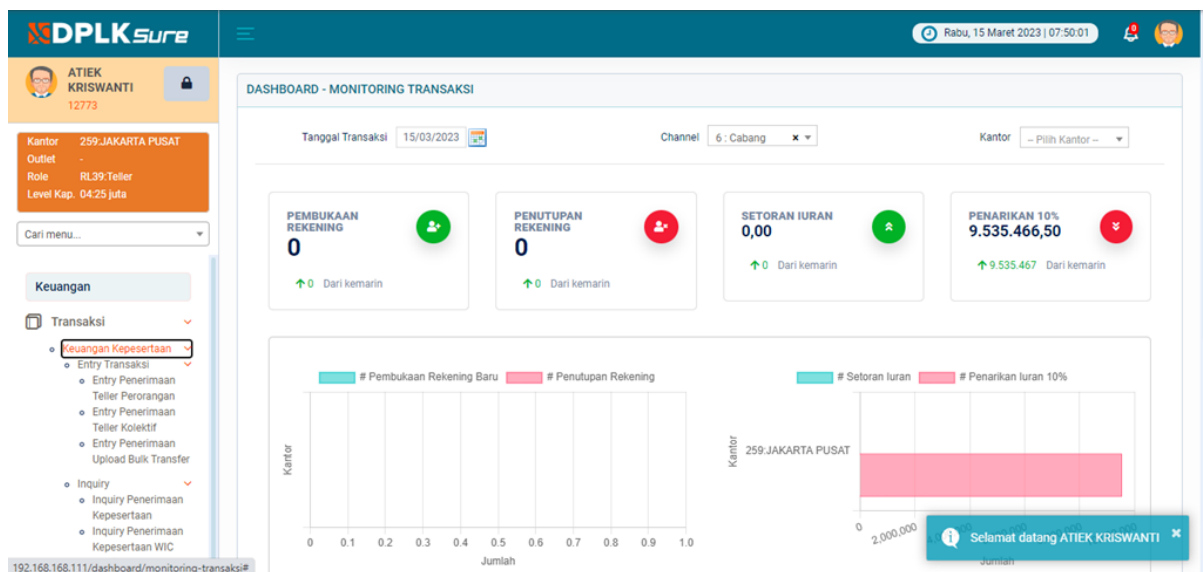 DPLKSure
Rabu, 15 Maret 2023 | 07:50:01
ATIEK
KRISWANTI
12773
Kantor 259:JAKARTA PUSAT
Outlet -
Role RL39:Teller
Level Kap. 04:25 juta
Cari menu...
Keuangan
Transaksi
Keuangan Kepesertaan
Entry Transaksi
Entry Penerimaan
Teller Perorangan
Entry Penerimaan
Teller Kolektif
Entry Penerimaan
Upload Bulk Transfer
Inquiry
Inquiry Penerimaan
Kepesertaan
Inquiry Penerimaan
Kepesertaan WIC
192.168.168.111/dashboard/monitoring-transaksi#
DASHBOARD - MONITORING TRANSAKSI
Tanggal Transaksi 15/03/2023 Channel 6 : Cabang × Kantor -- Pilih Kantor --
PEMBUKAAN
REKENING
0
0 Dari kemarin
PENUTUPAN
REKENING
0
0 Dari kemarin
SETORAN IURAN
0,00
0 Dari kemarin
PENARIKAN 10%
9.535.466,50
9.535.467 Dari kemarin
# Pembukaan Rekening Baru # Penutupan Rekening
Kantor
0 0.1 0.2 0.3 0.4 0.5 0.6 0.7 0.8 0.9 1.0
Jumlah
# Setoran Iuran # Penarikan Iuran 10%
Kantor
259:JAKARTA PUSAT
0 2,000,000
Jumlah
Selamat datang ATIEK KRISWANTI ×